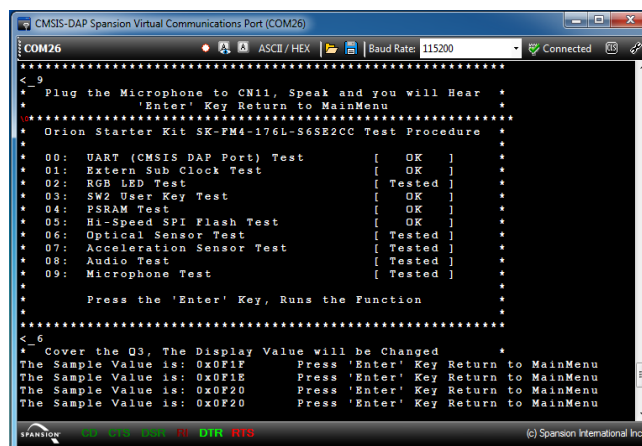 CMSIS-DAP Spansion Virtual Communications Port (COM26)
COM26 ASCII / HEX Baud Rate: 115200 Connected
*******************************************************************
<_9
* Plug the Microphone to CN11, Speak and you will Hear *
* 'Enter' Key Return to MainMenu *
\0*******************************************************************
* Orion Starter Kit SK-FM4-176L-S6SE2CC Test Procedure *
* *
* 00: UART (CMSIS DAP Port) Test [ OK ] *
* 01: Extern Sub Clock Test [ OK ] *
* 02: RGB LED Test [ Tested ] *
* 03: SW2 User Key Test [ OK ] *
* 04: PSRAM Test [ OK ] *
* 05: Hi-Speed SPI Flash Test [ OK ] *
* 06: Optical Sensor Test [ Tested ] *
* 07: Acceleration Sensor Test [ Tested ] *
* 08: Audio Test [ Tested ] *
* 09: Microphone Test [ Tested ] *
* *
* Press the 'Enter' Key, Runs the Function *
* *
*******************************************************************
<_6
* Cover the Q3, The Display Value will be Changed *
The Sample Value is: 0x0F1F Press 'Enter' Key Return to MainMenu
The Sample Value is: 0x0F1E Press 'Enter' Key Return to MainMenu
The Sample Value is: 0x0F20 Press 'Enter' Key Return to MainMenu
The Sample Value is: 0x0F20 Press 'Enter' Key Return to MainMenu
SPANSION CD CTS DSR RI DTR RTS (c) Spansion International Inc